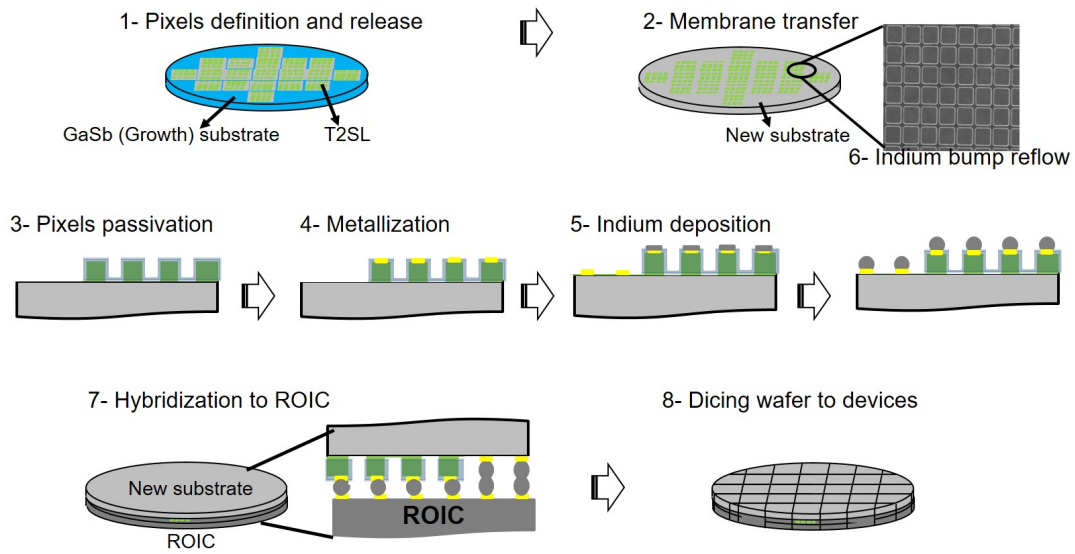 1- Pixels definition and release
2- Membrane transfer
GaSb (Growth) substrate
T2SL
New substrate
6- Indium bump reflow
3- Pixels passivation
4- Metallization
5- Indium deposition
7- Hybridization to ROIC
8- Dicing wafer to devices
New substrate
ROIC
ROIC